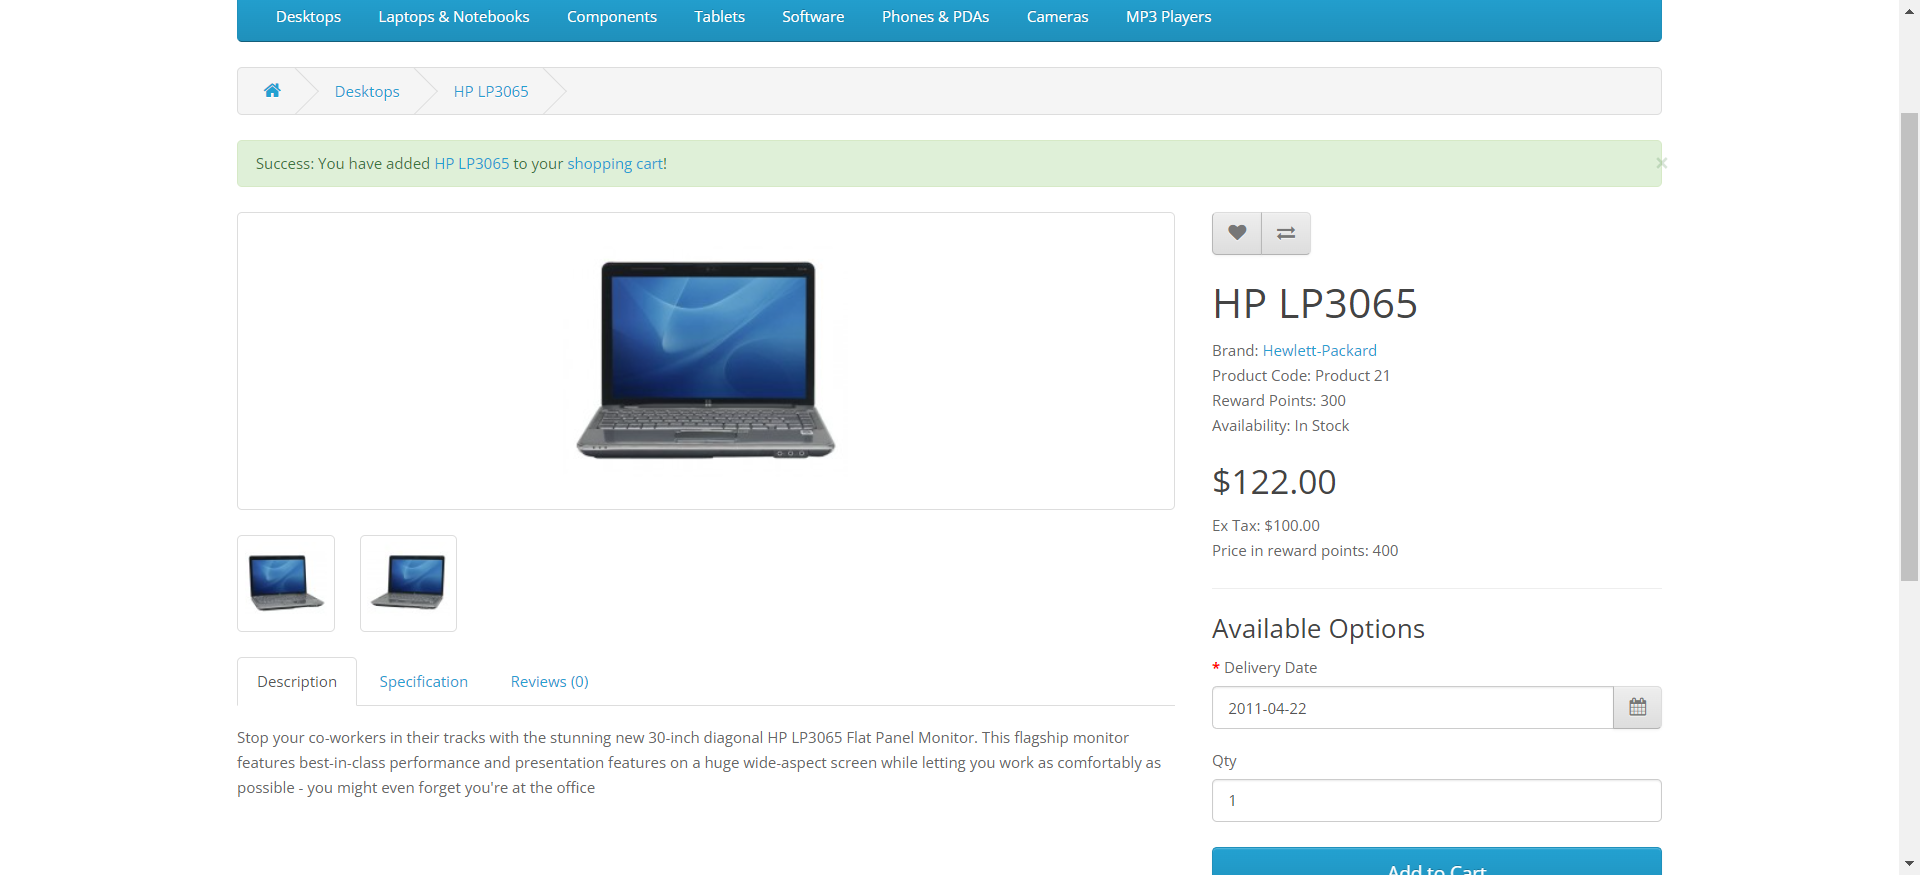 Desktops Laptops & Notebooks Components Tablets Software Phones & PDAs Cameras MP3 Players
Desktops HP LP3065
Success: You have added HP LP3065 to your shopping cart!
×
HP LP3065
Brand: Hewlett-Packard
Product Code: Product 21
Reward Points: 300
Availability: In Stock
$122.00
Ex Tax: $100.00
Price in reward points: 400
Available Options
* Delivery Date
2011-04-22
Qty
1
Add to Cart
Description Specification Reviews (0)
Stop your co-workers in their tracks with the stunning new 30-inch diagonal HP LP3065 Flat Panel Monitor. This flagship monitor
features best-in-class performance and presentation features on a huge wide-aspect screen while letting you work as comfortably as
possible - you might even forget you're at the office